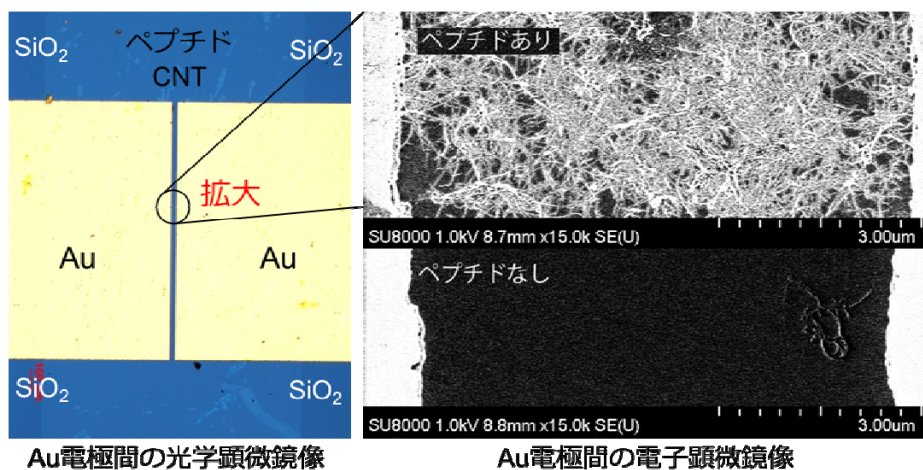 SiO2
ペプチド
CNT
SiO2
拡大
Au
Au
SiO2
SiO2
Au電極間の光学顕微鏡像
ペプチドあり
SU8000 1.0kV 8.7mm x15.0k SE(U)
3.00um
ペプチドなし
SU8000 1.0kV 8.8mm x15.0k SE(U)
3.00um
Au電極間の電子顕微鏡像